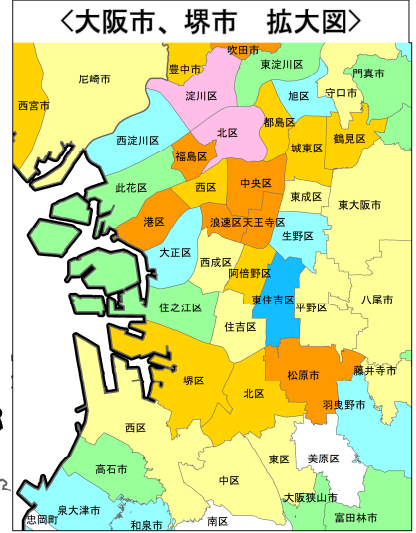 <大阪市、堺市　拡大図>
吹田市
豊中市
東淀川区
尼崎市
門真市
淀川区
旭区
守口市
西宮市
都島区
北区
鶴見区
西淀川区
城東区
福島区
此花区
西区
中央区
東成区
東大阪市
港区
浪速区
天王寺区
生野区
大正区
西成区
阿倍野区
東住吉区
八尾市
住之江区
平野区
住吉区
藤井寺市
松原市
堺区
北区
羽曳野市
西区
東区
美原区
高石市
中区
大阪狭山市
泉大津市
忠岡町
和泉市
南区
富田林市